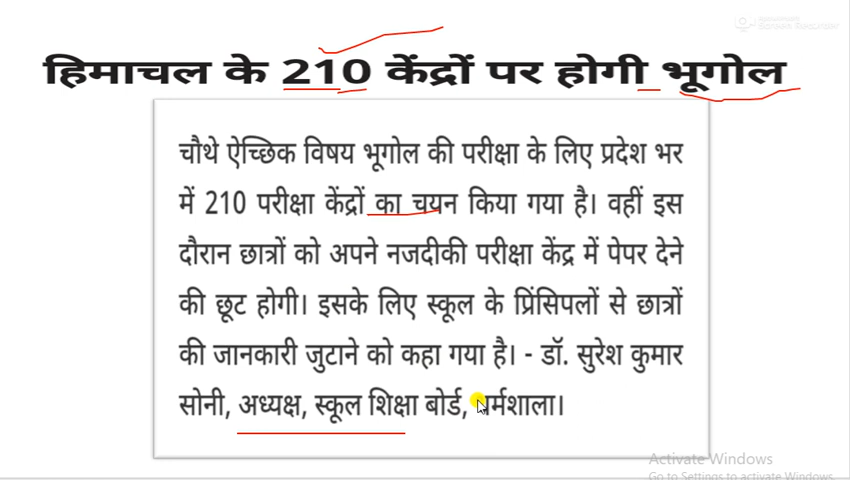 हिमाचल के 210 केंद्रों पर होगी भूगोल
चौथे ऐच्छिक विषय भूगोल की परीक्षा के लिए प्रदेश भर
में 210 परीक्षा केंद्रों का चयन किया गया है। वहीं इस
दौरान छात्रों को अपने नजदीकी परीक्षा केंद्र में पेपर देने
की छूट होगी। इसके लिए स्कूल के प्रिंसिपलों से छात्रों
की जानकारी जुटाने को कहा गया है। - डॉ. सुरेश कुमार
सोनी, अध्यक्ष, स्कूल शिक्षा बोर्ड, धर्मशाला।
Activate Windows
Go to Settings to activate Windows.